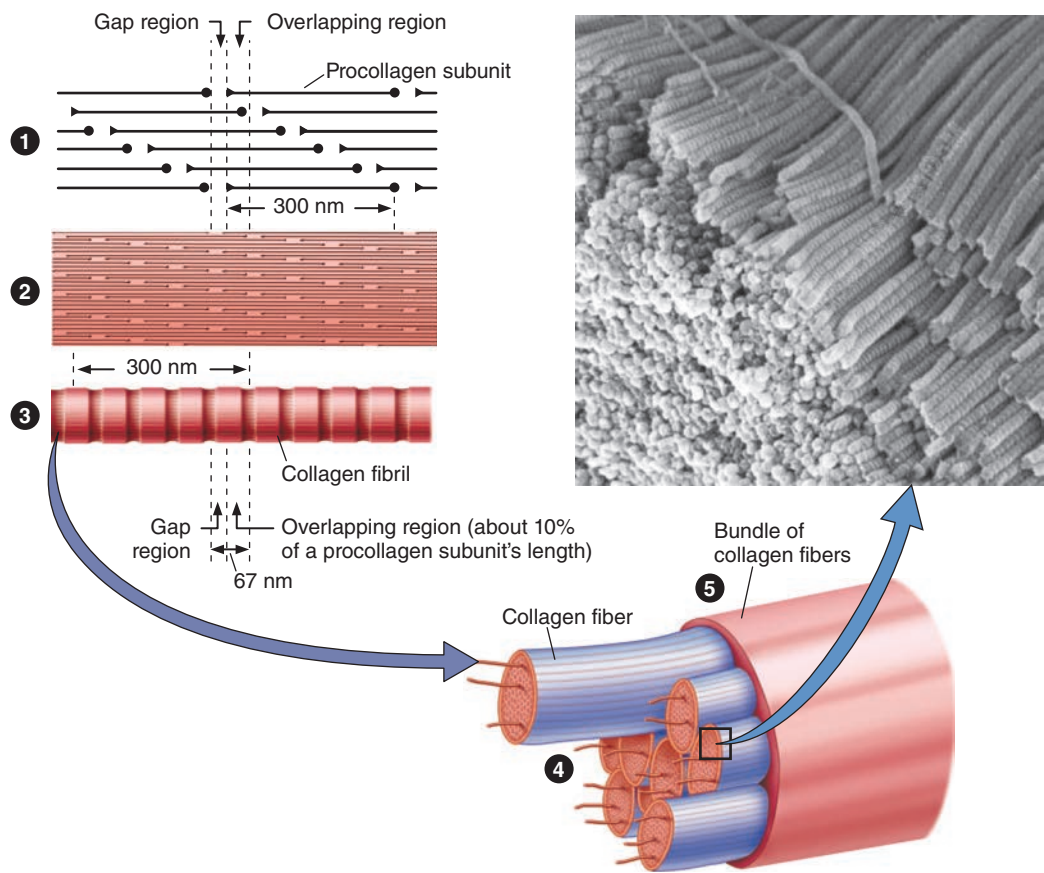 Gap region
Overlapping region
Procollagen subunit
1
300 nm
2
300 nm
3
Collagen fibril
Gap
region
Overlapping region (about 10%
of a procollagen subunit's length)
67 nm
Bundle of
collagen fibers
5
Collagen fiber
4